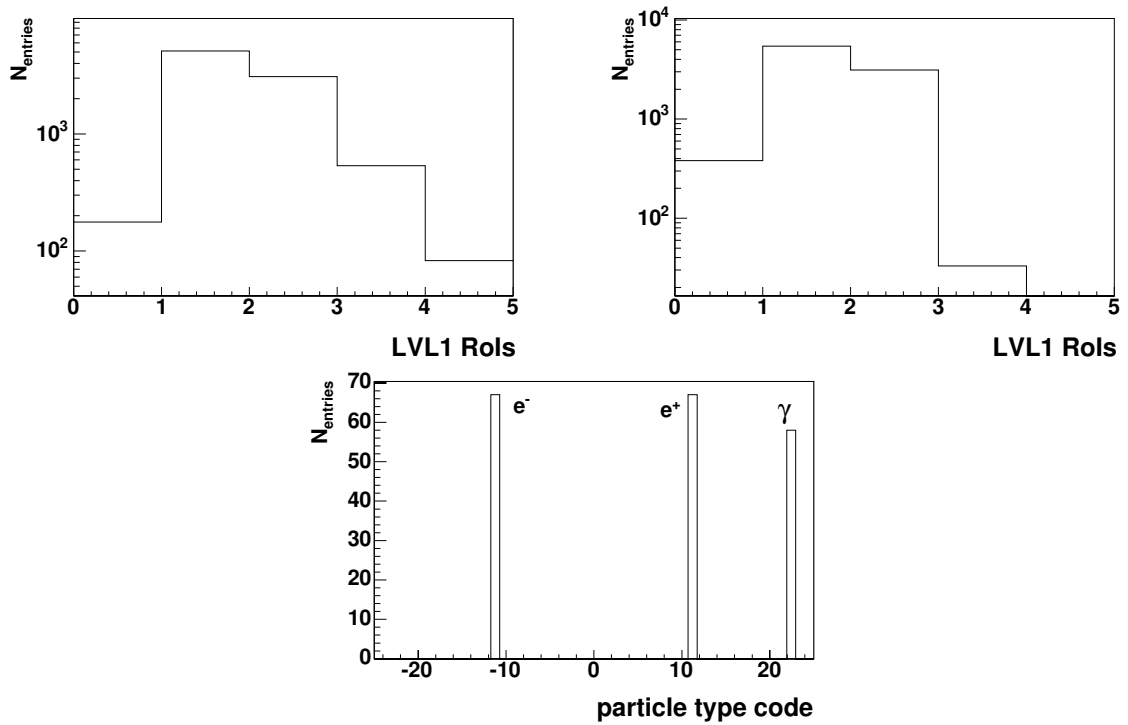 N_entries
10^3
10^2
0 1 2 3 4 5
LVL1 RoIs
N_entries
10^4
10^3
10^2
0 1 2 3 4 5
LVL1 RoIs
N_entries
70
60
50
40
30
20
10
0
e^- e^+ γ
-20 -10 0 10 20
particle type code